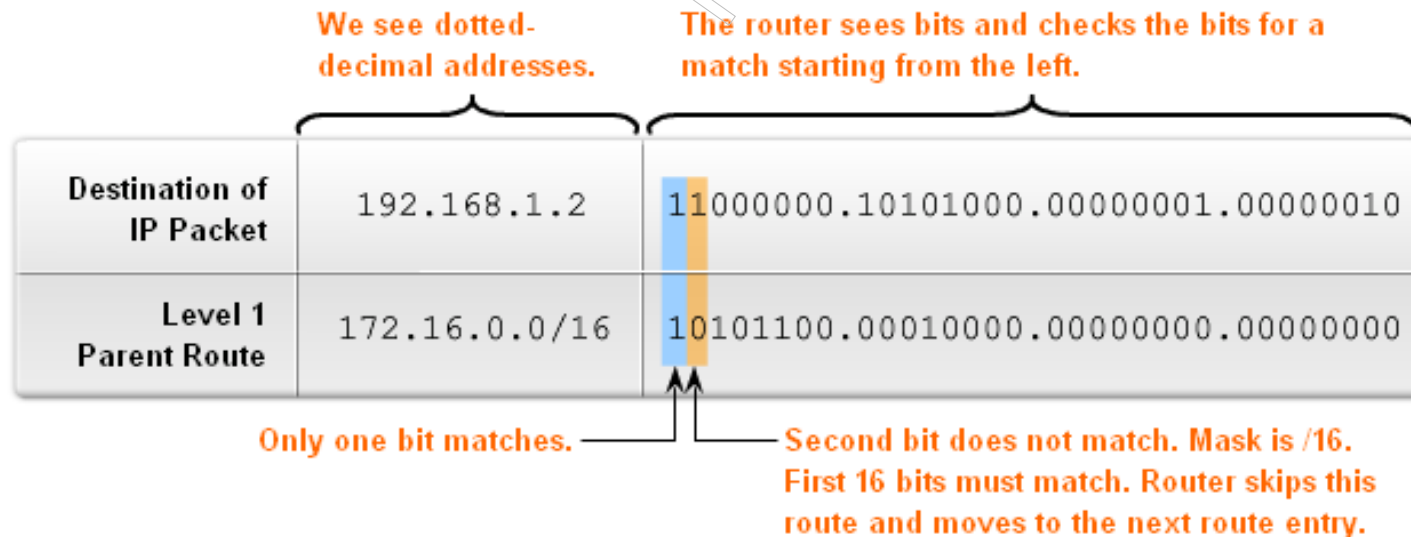 We see dotted-
decimal addresses.
The router sees bits and checks the bits for a
match starting from the left.
Destination of
IP Packet
192.168.1.2
11000000.10101000.00000001.00000010
Level 1
Parent Route
172.16.0.0/16
10101100.00010000.00000000.00000000
Only one bit matches.
Second bit does not match. Mask is /16.
First 16 bits must match. Router skips this
route and moves to the next route entry.